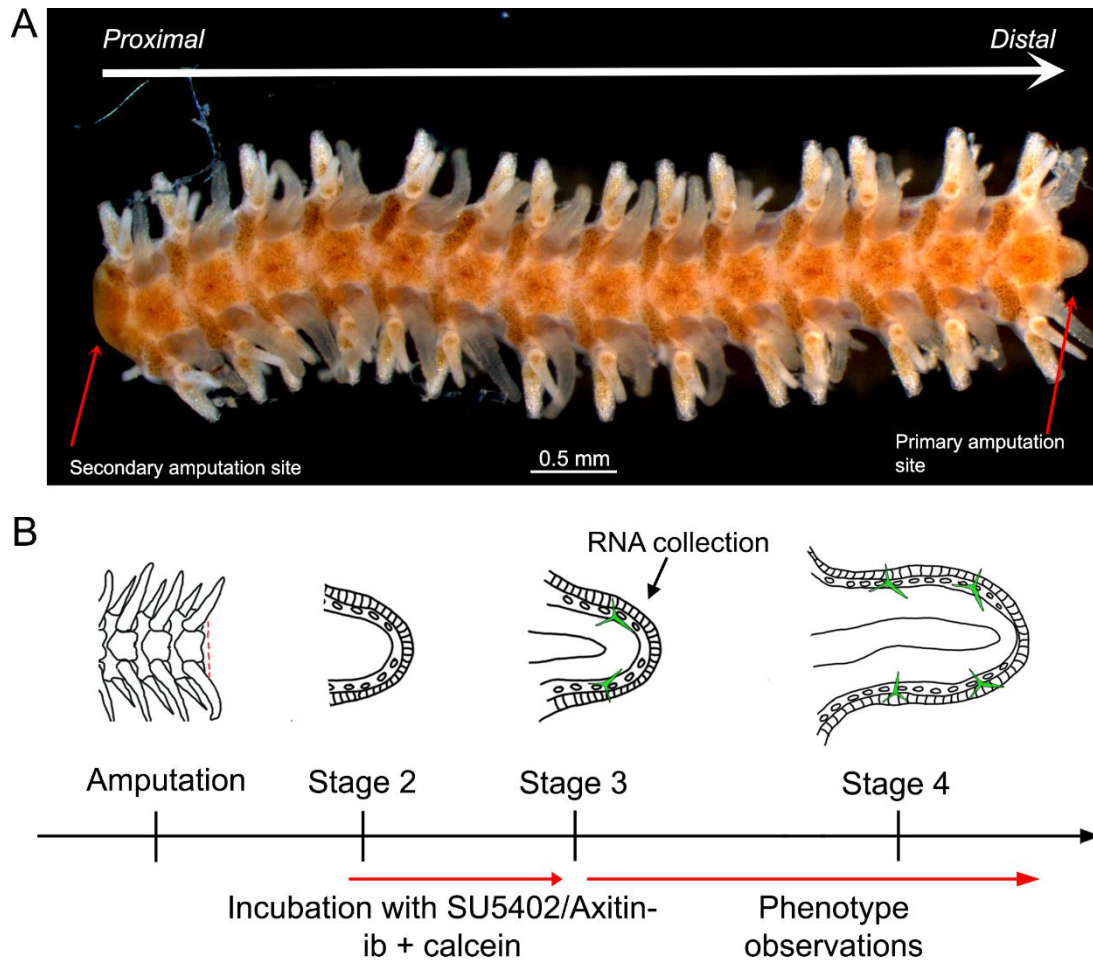 A
Proximal
Distal
Secondary amputation site
0.5 mm
Primary amputation
site
B
RNA collection
Amputation
Stage 2
Stage 3
Stage 4
Incubation with SU5402/Axitin-
ib + calcein
Phenotype
observations